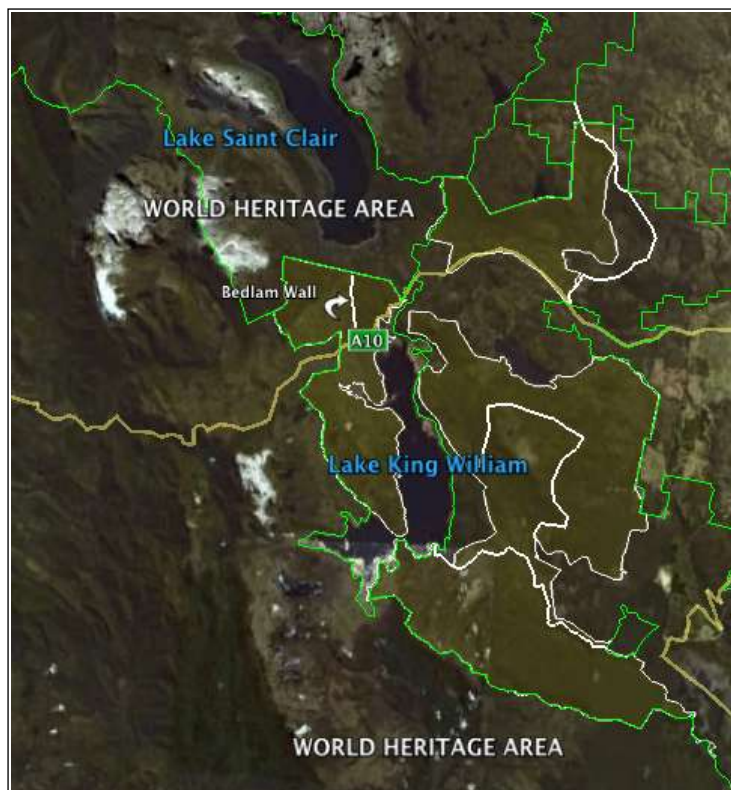 Lake Saint Clair
WORLD HERITAGE AREA
Bedlam Wall
A10
Lake King William
WORLD HERITAGE AREA